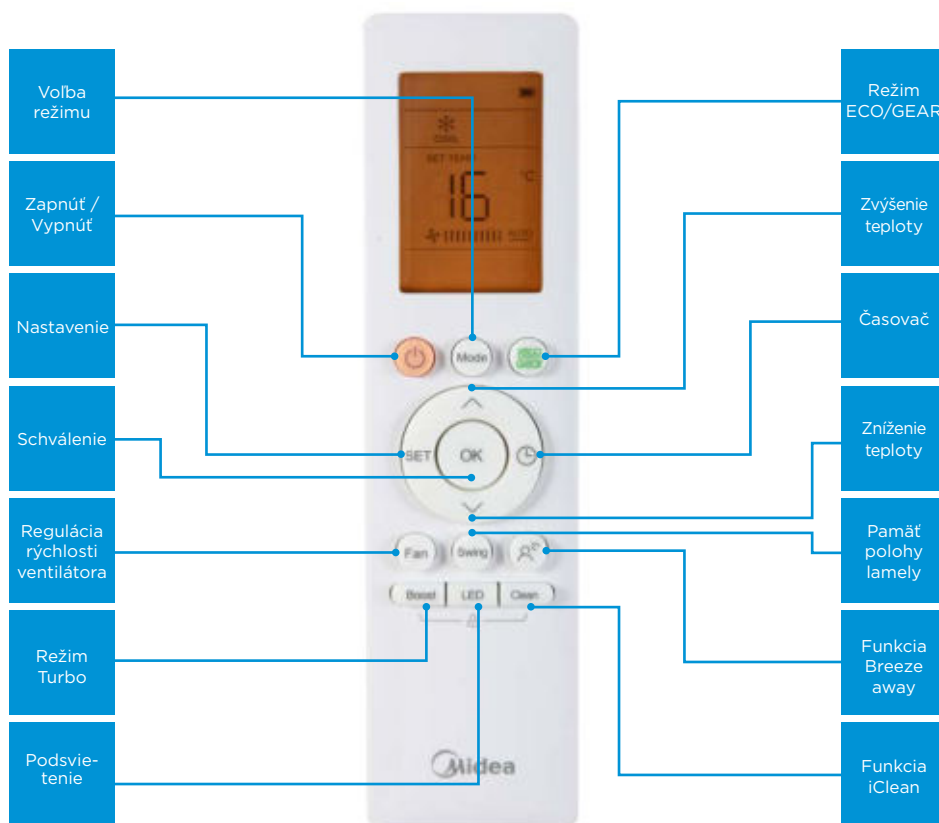 Voľba
režimu
Zapnúť /
Vypnúť
Nastavenie
Schválenie
Regulácia
rýchlosti
ventilátora
Režim
Turbo
Podsvie-
tenie
COOL
SET TEMP
16 °C
AUTO
Mode
SET
OK
Fan
Swing
Boost
LED
Clean
Midea
Režim
ECO/GEAR
Zvýšenie
teploty
Časovač
Zníženie
teploty
Pamäť
polohy
lamely
Funkcia
Breeze
away
Funkcia
iClean